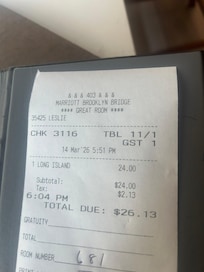 & & & 403 & & &
MARRIOTT BROOKLYN BRIDGE
**** GREAT ROOM ****
35425 LESLIE
CHK 3116 TBL 11/1
GST 1
14 Mar'26 5:51 PM
1 LONG ISLAND 24.00
Subtotal: $24.00
Tax: $2.13
6:04 PM
TOTAL DUE: $26.13
GRATUITY
TOTAL
ROOM NUMBER 681